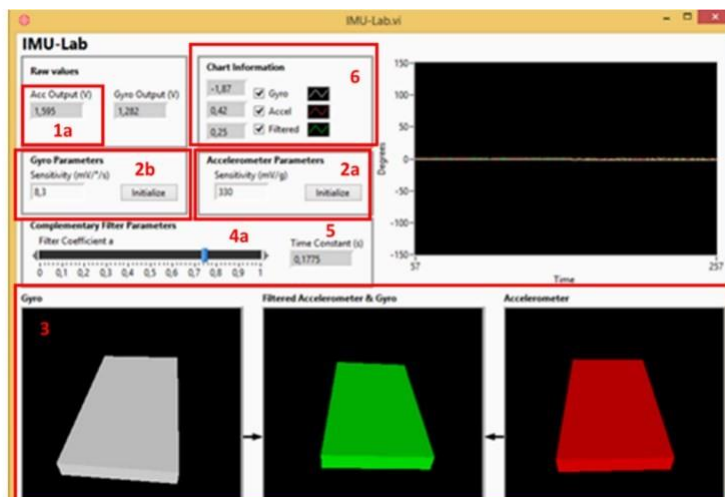 IMU-Lab.vi
IMU-Lab
Raw values
Acc Output (V)
Gyro Output (V)
1,595
1,282
1a
Chart Information
6
-1,87
Gyro
0,42
Accel
0,25
Filtered
Gyro Parameters
2b
Sensitivity (mV/°/s)
8,3
Initialize
Accelerometer Parameters
Sensitivity (mV/g)
2a
330
Initialize
Complementary Filter Parameters
Filter Coefficient a
4a
5
Time Constant (s)
0,1775
0 0,1 0,2 0,3 0,4 0,5 0,6 0,7 0,8 0,9 1
Degrees
150
100
50
0
-50
-100
-150
57
257
Time
Gyro
3
Filtered Accelerometer & Gyro
Accelerometer